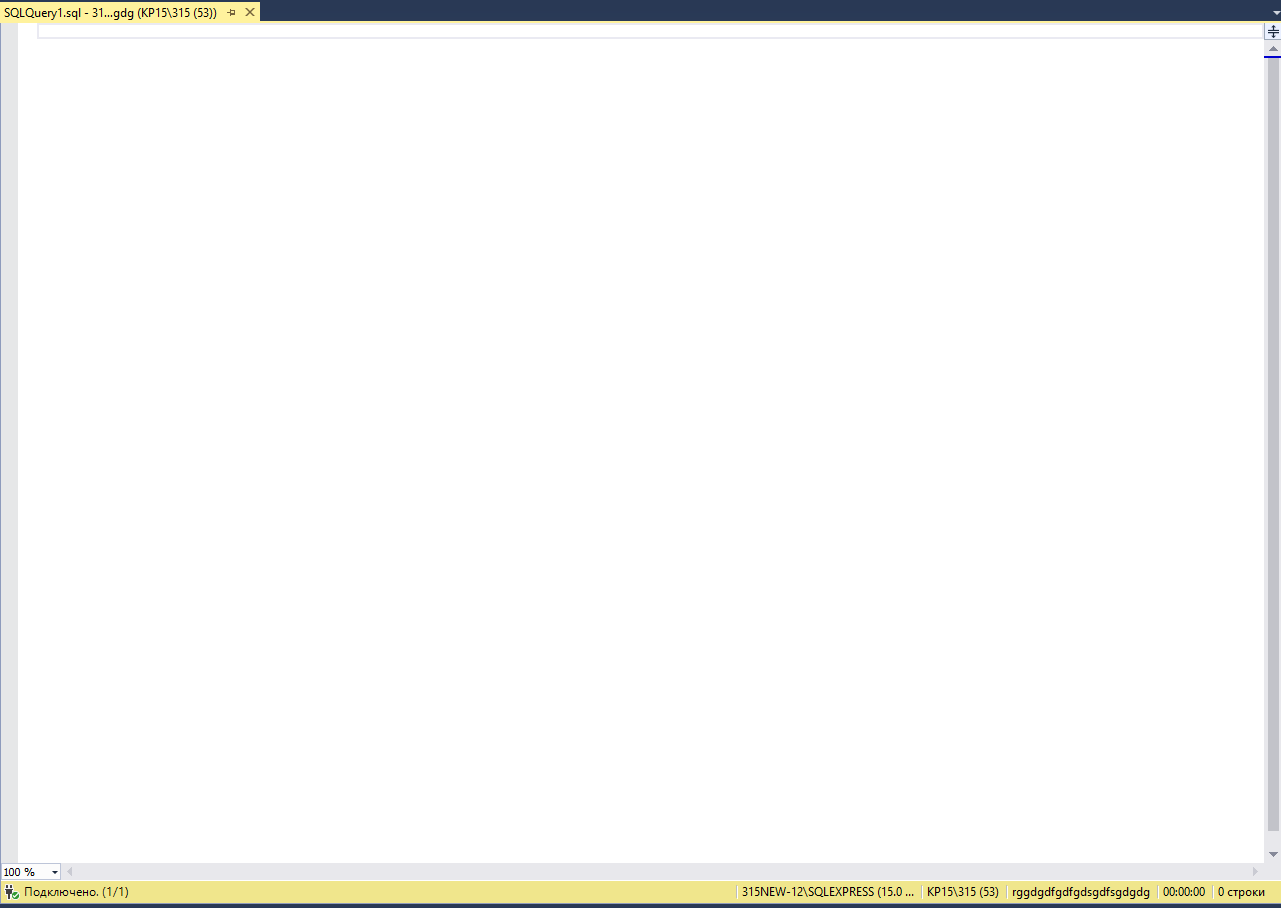 SQLQuery1.sql - 31...gdg (KP15\315 (53))
100 %
Подключено. (1/1)
315NEW-12\SQLEXPRESS (15.0 ...
KP15\315 (53)
rggdgdfgdfgdsgdfsgdgdg
00:00:00
0 строки